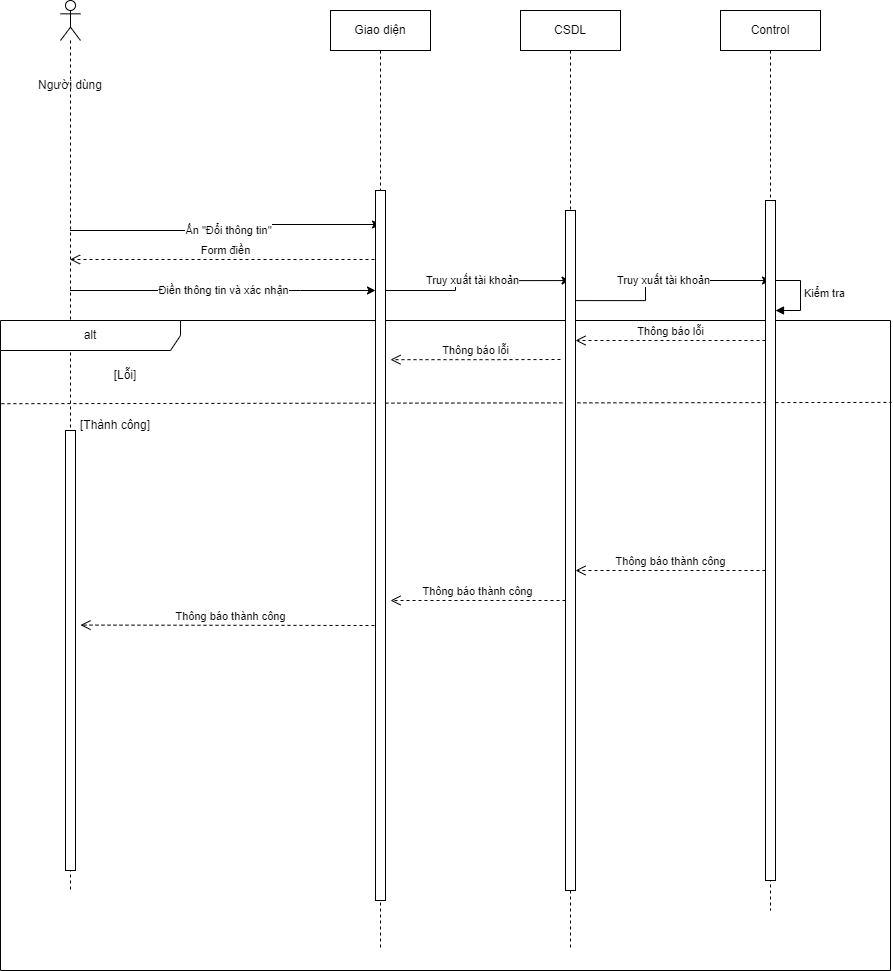 Giao diện
CSDL
Control
Người dùng
Ấn "Đổi thông tin"
Form điền
Truy xuất tài khoản
Truy xuất tài khoản
Điền thông tin và xác nhận
Kiểm tra
alt
Thông báo lỗi
Thông báo lỗi
[Lỗi]
[Thành công]
Thông báo thành công
Thông báo thành công
Thông báo thành công